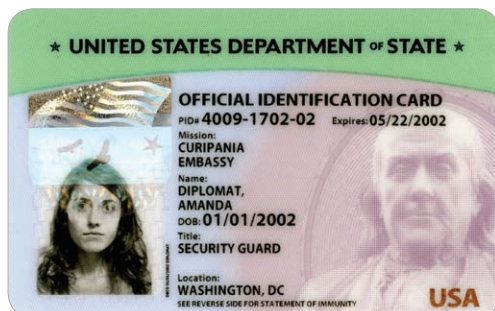 ★ UNITED STATES DEPARTMENT OF STATE ★
OFFICIAL IDENTIFICATION CARD
PID# 4009-1702-02 Expires: 05/22/2002
Mission:
CURIPANIA
EMBASSY
Name:
DIPLOMAT,
AMANDA
DOB: 01/01/2002
Title:
SECURITY GUARD
Location:
WASHINGTON, DC
SEE REVERSE SIDE FOR STATEMENT OF IMMUNITY
USA